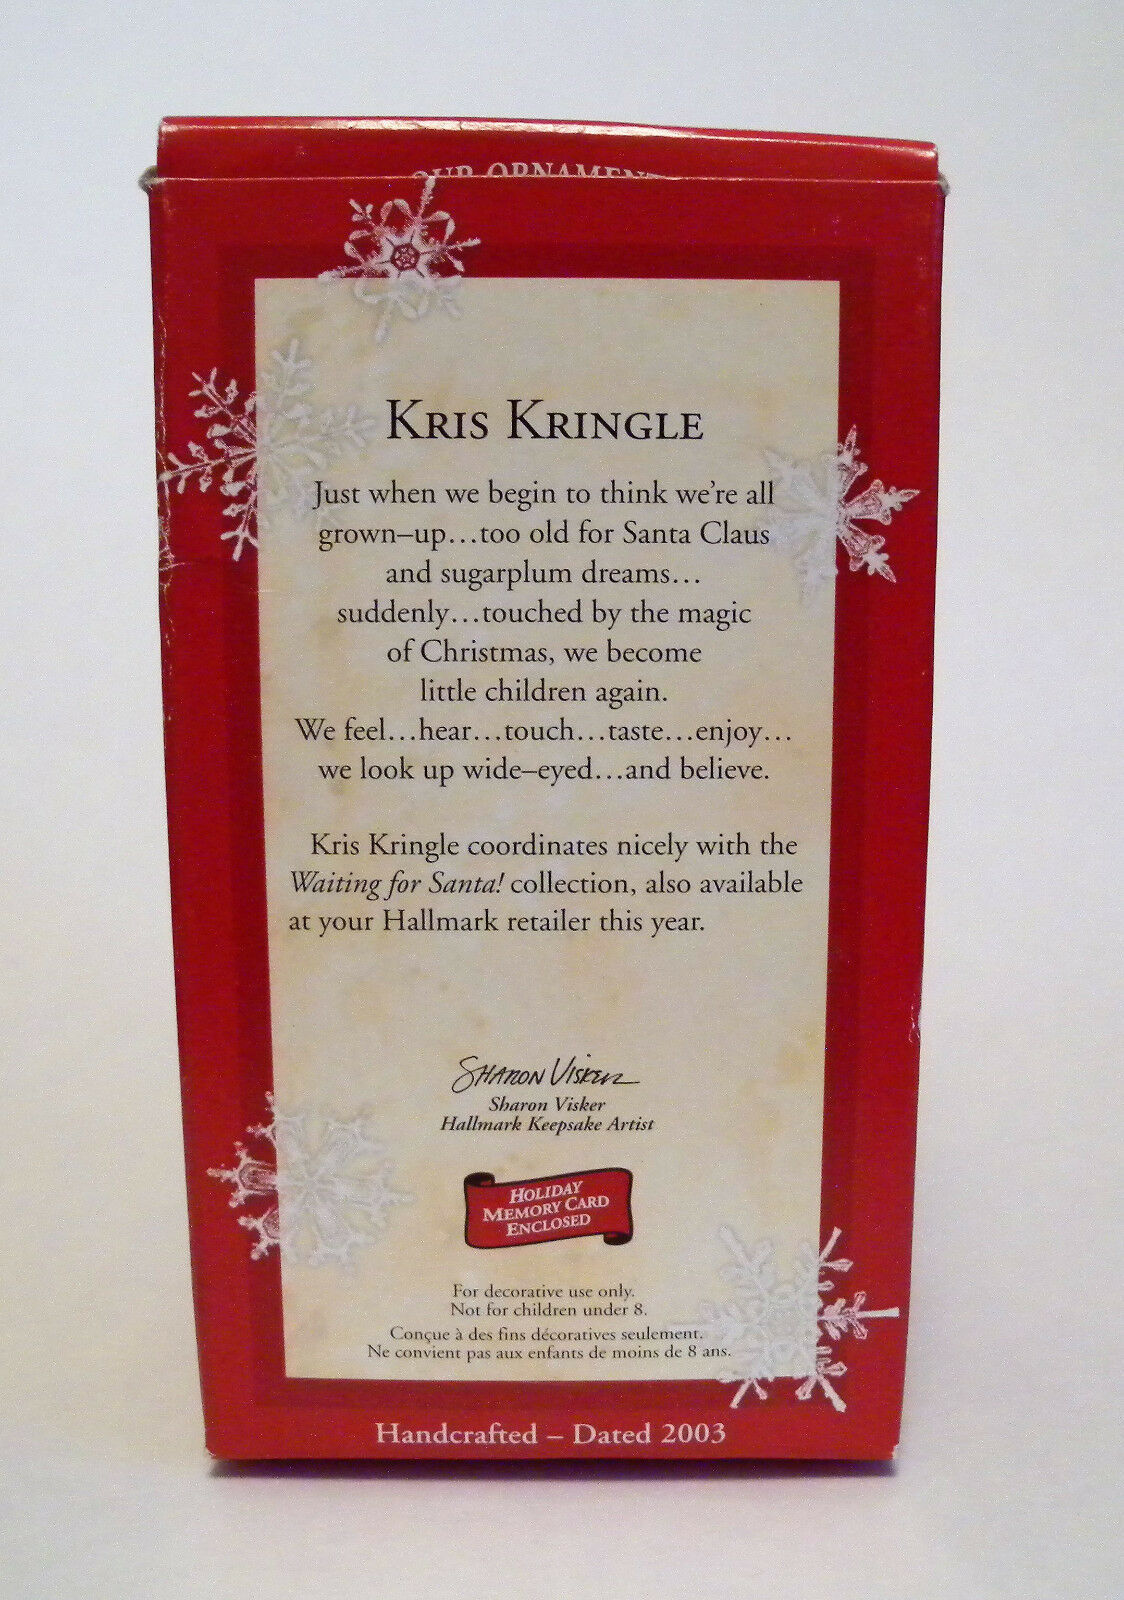 OUR ORNAMENT
KRIS KRINGLE
Just when we begin to think we're all
grown–up...too old for Santa Claus
and sugarplum dreams...
suddenly...touched by the magic
of Christmas, we become
little children again.
We feel...hear...touch...taste...enjoy...
we look up wide–eyed...and believe.
Kris Kringle coordinates nicely with the
Waiting for Santa! collection, also available
at your Hallmark retailer this year.
SHARON VISKER
Sharon Visker
Hallmark Keepsake Artist
HOLIDAY
MEMORY CARD
ENCLOSED
For decorative use only.
Not for children under 8.
Conçue à des fins décoratives seulement.
Ne convient pas aux enfants de moins de 8 ans.
Handcrafted – Dated 2003